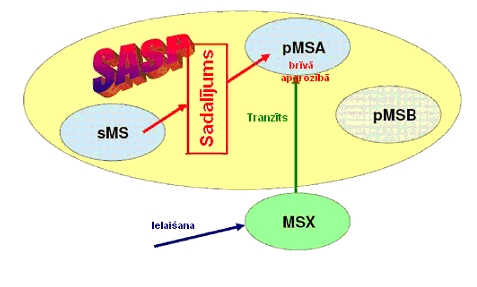 SASP
Sadalījums
pMSA
brīvā
apgrozībā
sMS
Tranzīts
pMSB
MSX
Ielaišana